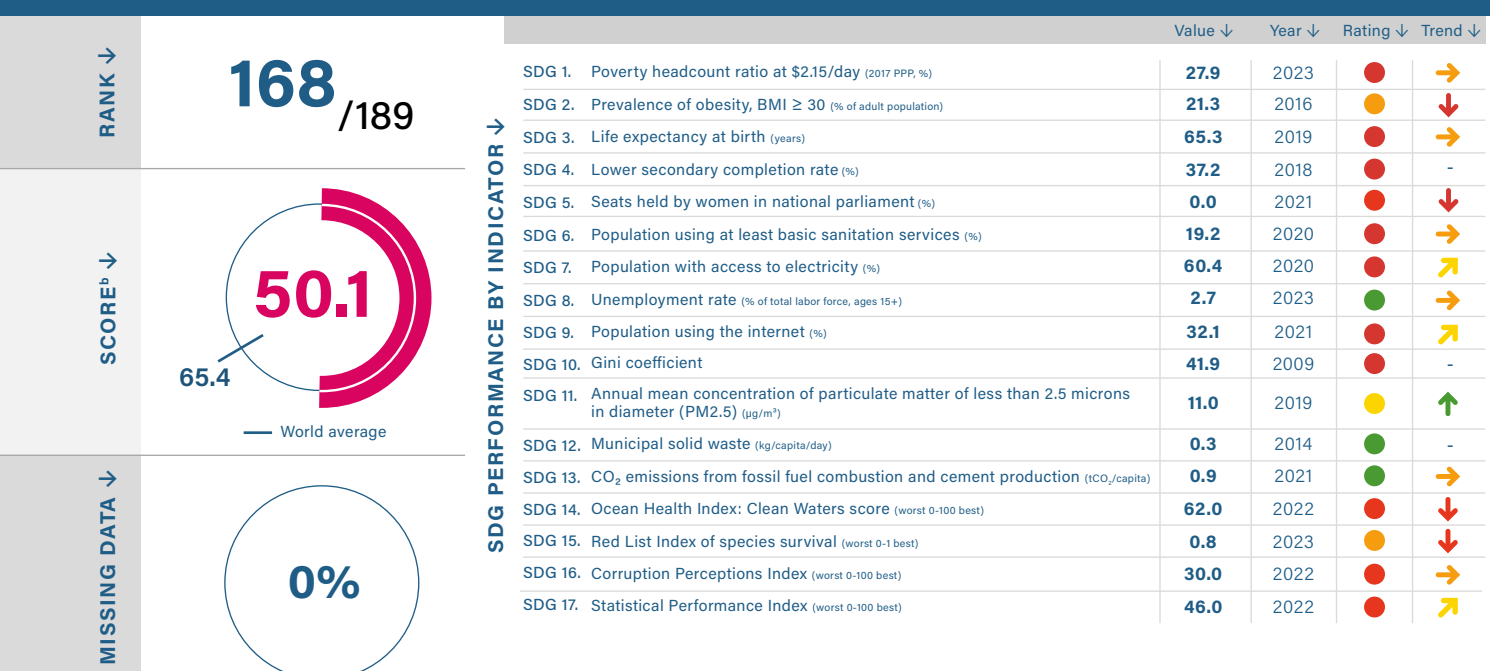 RANK →
168/189
SCOREᵇ →
50.1
65.4
World average
MISSING DATA →
0%
SDG PERFORMANCE BY INDICATOR →
Value ↓ Year ↓ Rating ↓ Trend ↓
SDG 1. Poverty headcount ratio at $2.15/day (2017 PPP, %) 27.9 2023 →
SDG 2. Prevalence of obesity, BMI ≥ 30 (% of adult population) 21.3 2016 ↓
SDG 3. Life expectancy at birth (years) 65.3 2019 →
SDG 4. Lower secondary completion rate (%) 37.2 2018 -
SDG 5. Seats held by women in national parliament (%) 0.0 2021 ↓
SDG 6. Population using at least basic sanitation services (%) 19.2 2020 →
SDG 7. Population with access to electricity (%) 60.4 2020 ↗
SDG 8. Unemployment rate (% of total labor force, ages 15+) 2.7 2023 →
SDG 9. Population using the internet (%) 32.1 2021 ↗
SDG 10. Gini coefficient 41.9 2009 -
SDG 11. Annual mean concentration of particulate matter of less than 2.5 microns
in diameter (PM2.5) (µg/m³) 11.0 2019 ↑
SDG 12. Municipal solid waste (kg/capita/day) 0.3 2014 -
SDG 13. CO₂ emissions from fossil fuel combustion and cement production (tCO₂/capita) 0.9 2021 →
SDG 14. Ocean Health Index: Clean Waters score (worst 0-100 best) 62.0 2022 ↓
SDG 15. Red List Index of species survival (worst 0-1 best) 0.8 2023 ↓
SDG 16. Corruption Perceptions Index (worst 0-100 best) 30.0 2022 →
SDG 17. Statistical Performance Index (worst 0-100 best) 46.0 2022 ↗